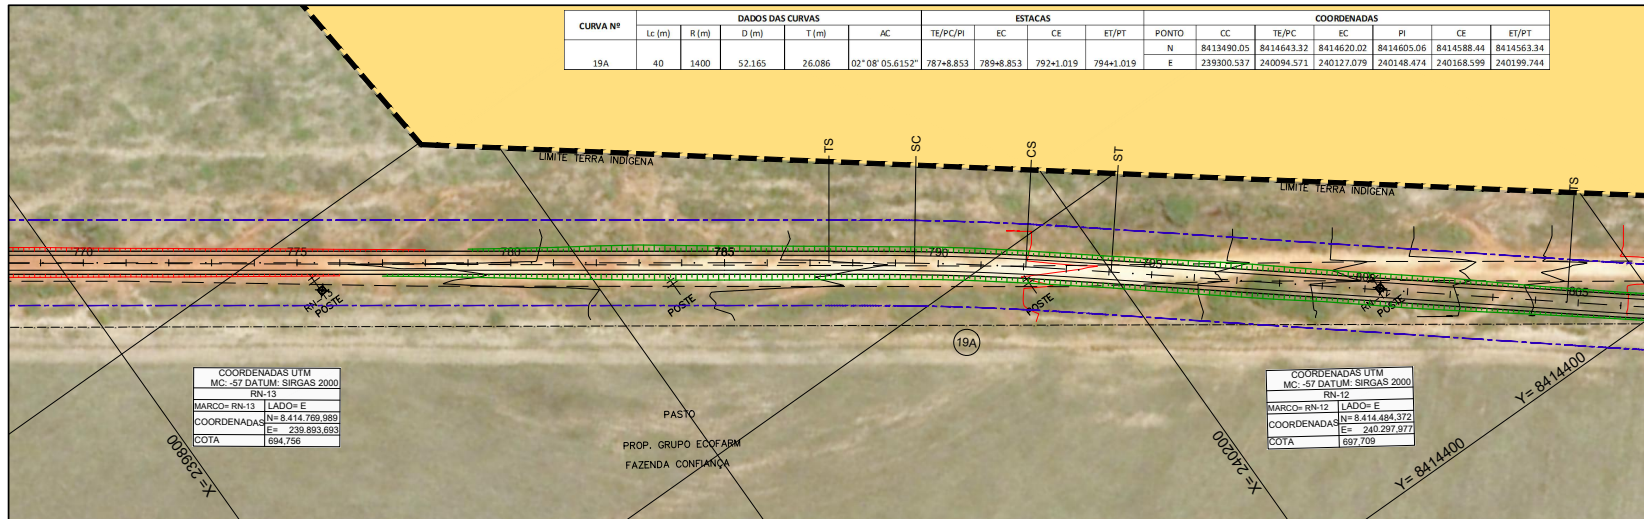 CURVA Nº DADOS DAS CURVAS ESTACAS COORDENADAS
Lc (m) R (m) D (m) T (m) AC TE/PC/PI EC CE ET/PT PONTO CC TE/PC EC PI CE ET/PT
N 8413490.05 8414643.32 8414620.02 8414605.06 8414588.44 8414563.34
19A 40 1400 52.165 26.086 02° 08' 05.6152" 787+8.853 789+8.853 792+1.019 794+1.019 E 239300.537 240094.571 240127.079 240148.474 240168.599 240199.744
TS
SC
CS
ST
TS
LIMITE TERRA INDIGENA
LIMITE TERRA INDIGENA
770
775
780
785
790
795
805
RN-13
POSTE
POSTE
POSTE
POSTE
19A
COORDENADAS UTM
MC: -57 DATUM: SIRGAS 2000
RN-13
MARCO= RN-13 LADO= E
COORDENADAS N= 8.414.769,989
E= 239.893,693
COTA 694,756
COORDENADAS UTM
MC: -57 DATUM: SIRGAS 2000
RN-12
MARCO= RN-12 LADO= E
COORDENADAS N= 8.414.484,372
E= 240.297,977
COTA 697,709
PASTO
PROP. GRUPO ECOFARM
FAZENDA CONFIANÇA
X= 239800
X= 240200
Y= 8414400
Y= 8414400